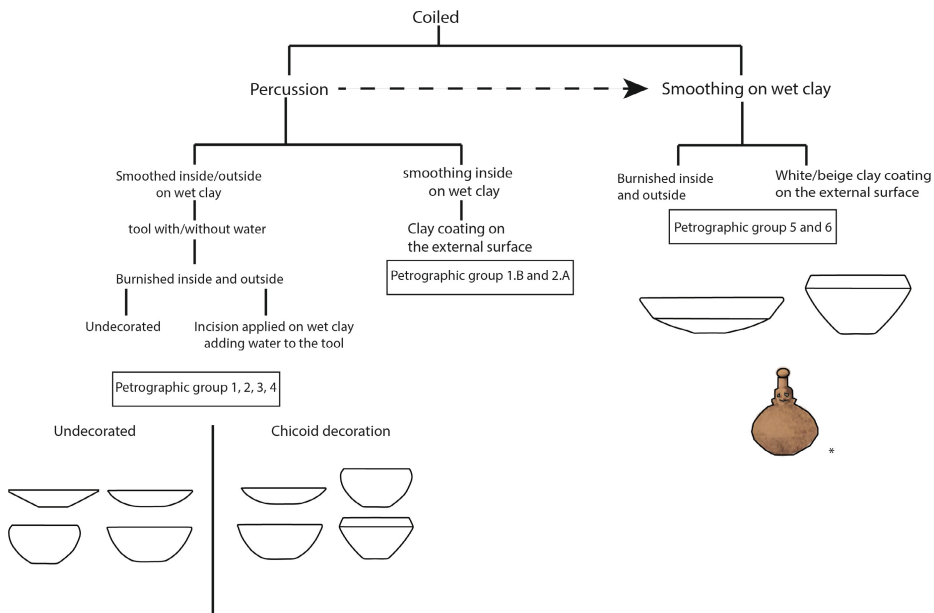 Coiled
Percussion
Smoothing on wet clay
Smoothed inside/outside
on wet clay
tool with/without water
Burnished inside and outside
Undecorated
Incision applied on wet clay
adding water to the tool
Petrographic group 1, 2, 3, 4
smoothing inside
on wet clay
Clay coating on
the external surface
Petrographic group 1.B and 2.A
Burnished inside
and outside
White/beige clay coating
on the external surface
Petrographic group 5 and 6
Undecorated
Chicoid decoration
*